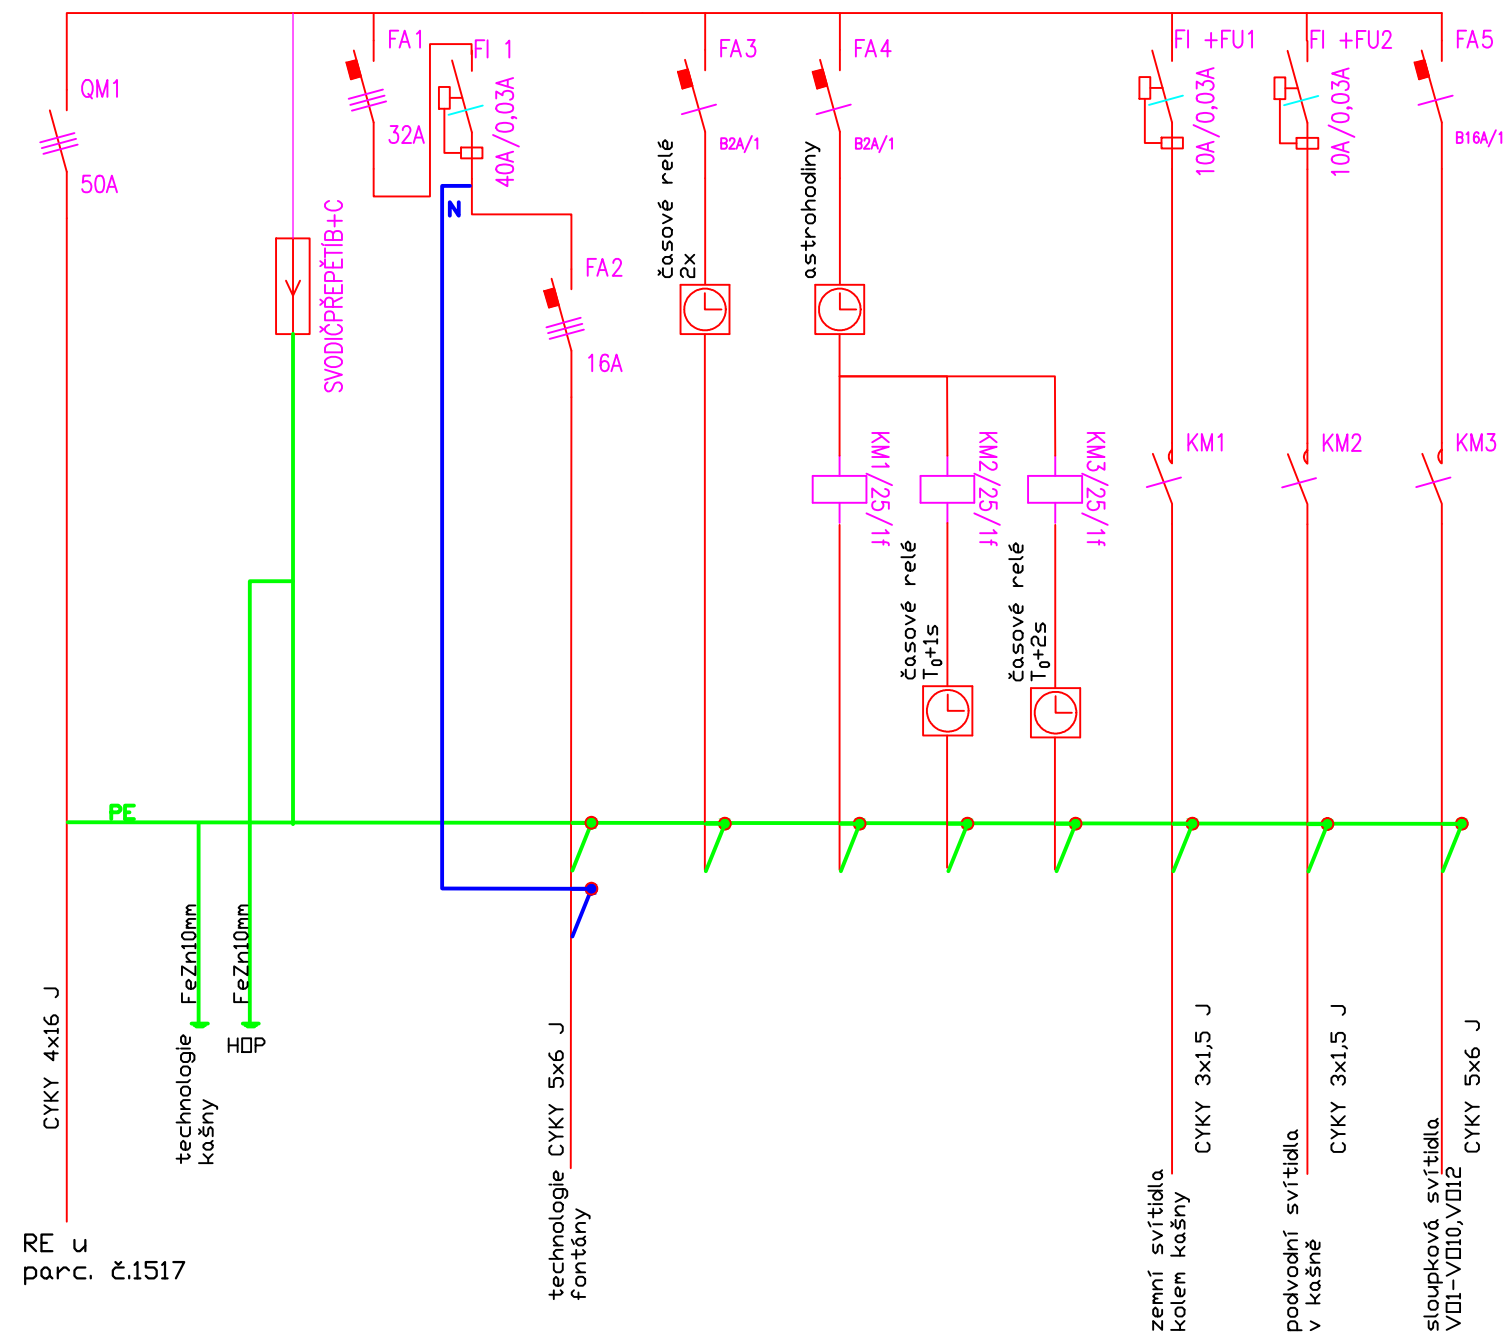 QM1
50A
SVODIČPŘEPĚTÍB+C
FA1
32A
FI 1
40A/0,03A
N
FA2
16A
FA3
B2A/1
časové relé
2x
FA4
B2A/1
astrohodiny
KM1/25/1f
KM2/25/1f
KM3/25/1f
časové relé
T0+1s
časové relé
T0+2s
FI +FU1
10A/0,03A
KM1
FI +FU2
10A/0,03A
KM2
FA5
B16A/1
KM3
PE
FeZn10mm
FeZn10mm
technologie
kašny
HOP
CYKY 4x16 J
RE u
parc. č.1517
CYKY 5x6 J
technologie
fontány
CYKY 3x1,5 J
zemní svítidla
kolem kašny
CYKY 3x1,5 J
podvodní svítidla
v kašně
CYKY 5x6 J
sloupková svítidla
VO1-VO10,VO12